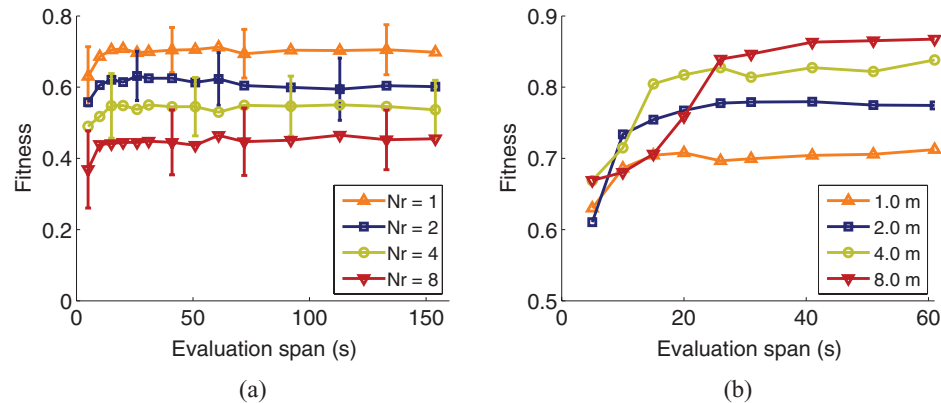 0.8
0.6
0.4
0.2
0
Fitness
0
50
100
150
Evaluation span (s)
Nr = 1
Nr = 2
Nr = 4
Nr = 8
(a)
0.9
0.8
0.7
0.6
0.5
Fitness
0
20
40
60
Evaluation span (s)
1.0 m
2.0 m
4.0 m
8.0 m
(b)